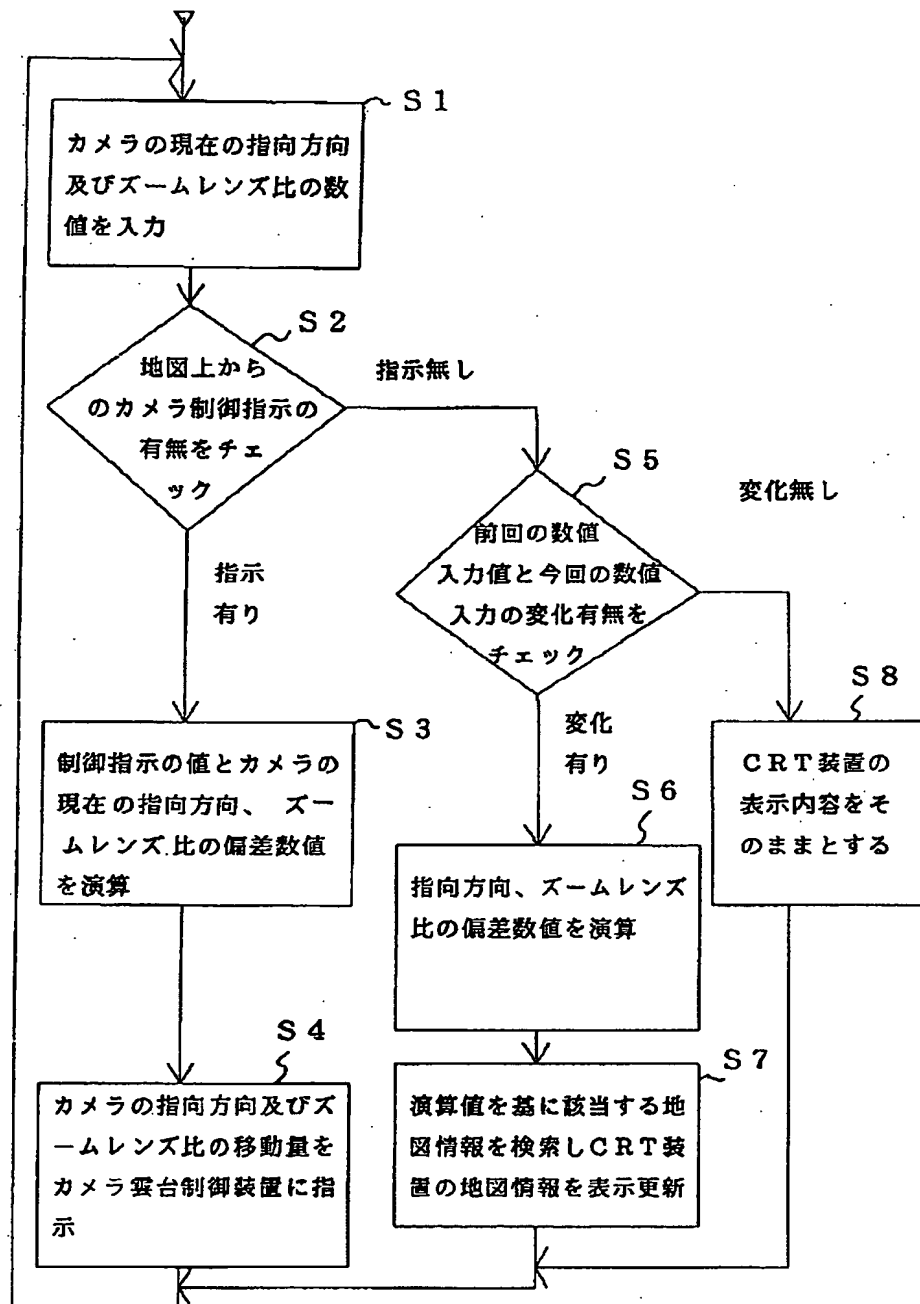 S1
カメラの現在の指向方向
及びズームレンズ比の数
値を入力
S2
地図上から
のカメラ制御指示の
有無をチェ
ック
指示無し
指示
有り
S5
前回の数値
入力値と今回の数値
入力の変化有無を
チェック
変化無し
変化
有り
S3
制御指示の値とカメラの
現在の指向方向、ズー
ムレンズ比の偏差数値
を演算
S4
カメラの指向方向及びズ
ームレンズ比の移動量を
カメラ雲台制御装置に指
示
S6
指向方向、ズームレンズ
比の偏差数値を演算
S7
演算値を基に該当する地
図情報を検索しCRT装
置の地図情報を表示更新
S8
CRT装置の
表示内容をそ
のままとする